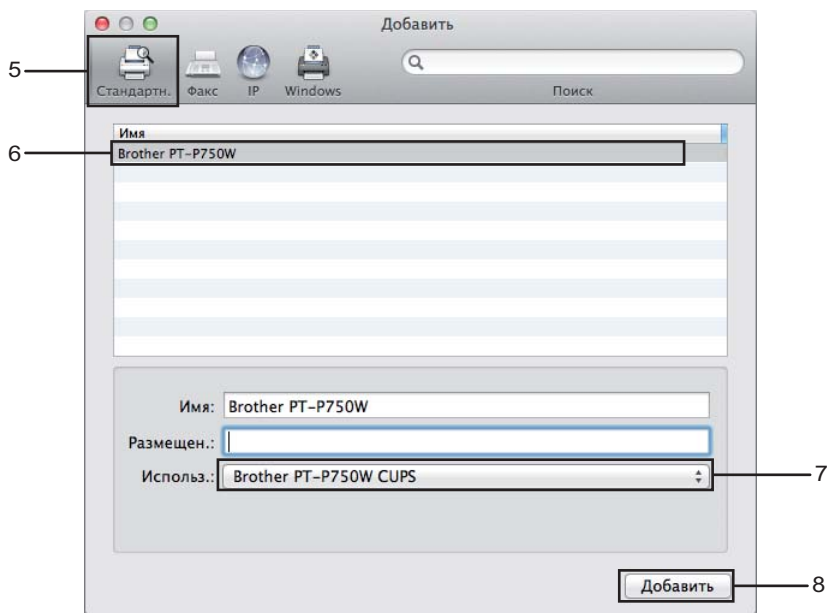 Добавить
5
Стандартн. Факс IP Windows Поиск
Имя
6
Brother PT-P750W
Имя: Brother PT-P750W
Размещен.:
Использ.: Brother PT-P750W CUPS
7
Добавить
8